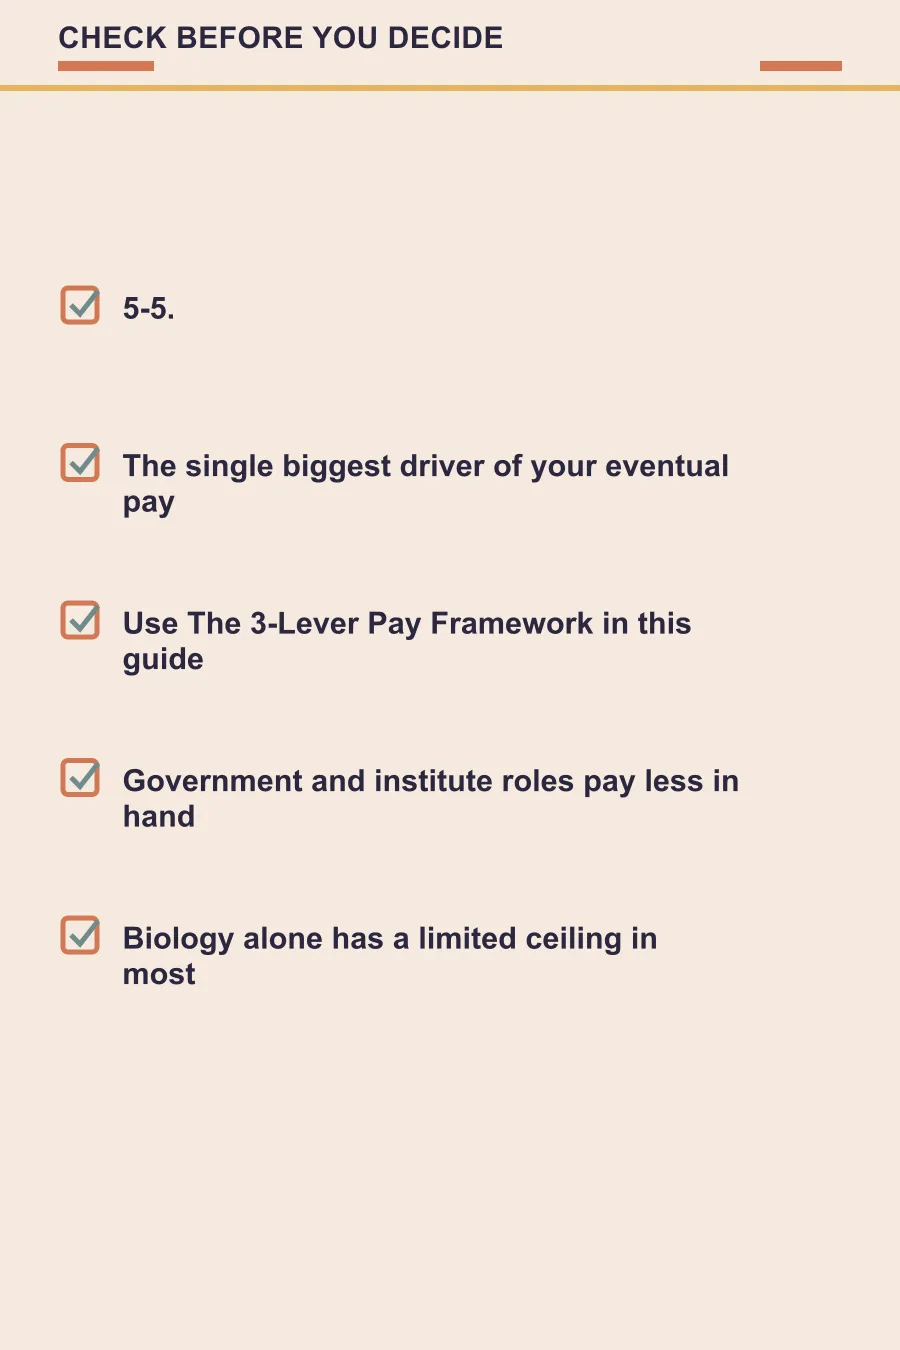 CHECK BEFORE YOU DECIDE
5-5.
The single biggest driver of your eventual
pay
Use The 3-Lever Pay Framework in this
guide
Government and institute roles pay less in
hand
Biology alone has a limited ceiling in
most